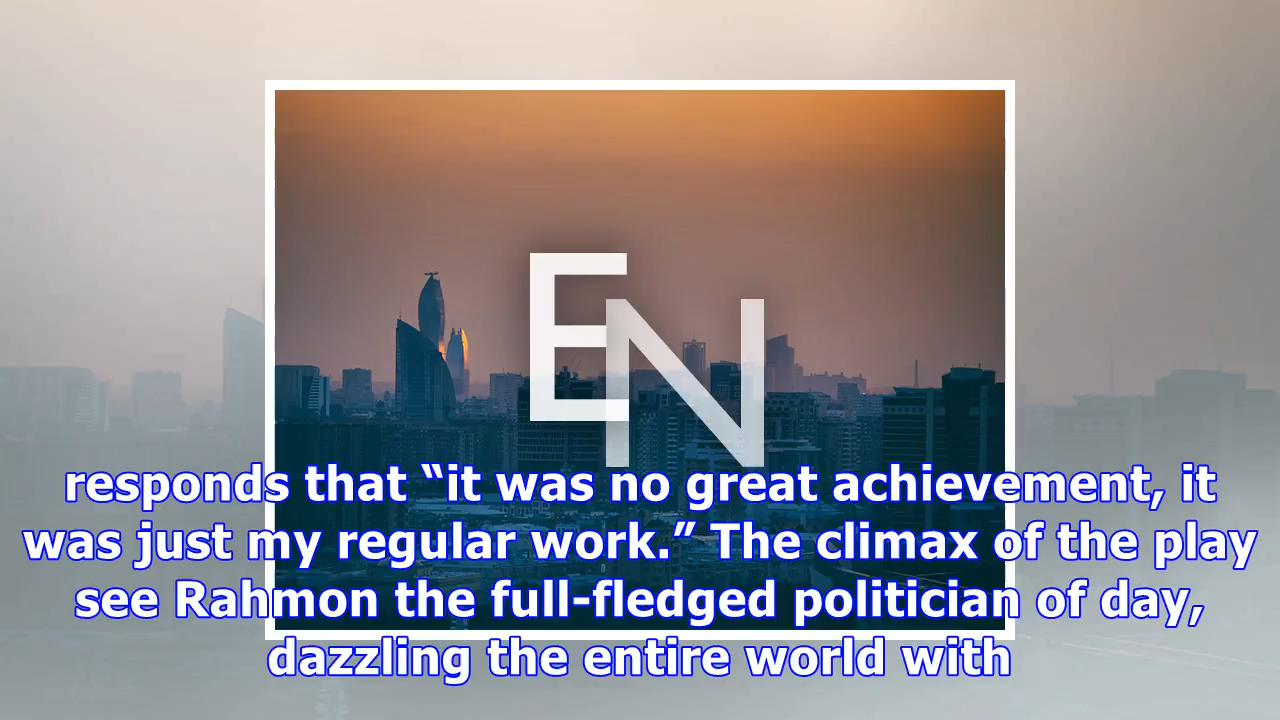 EN
responds that “it was no great achievement, it
was just my regular work.” The climax of the play
see Rahmon the full-fledged politician of day,
dazzling the entire world with